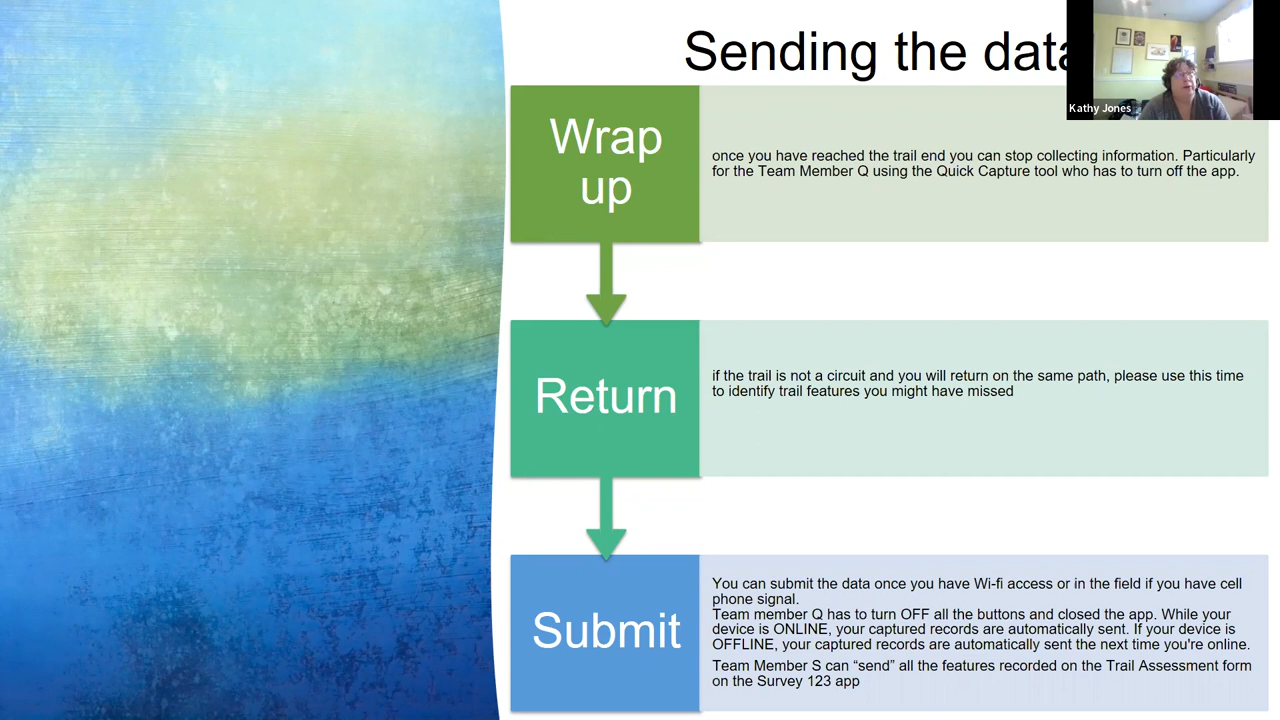 Sending the data
Kathy Jones
Wrap
up
once you have reached the trail end you can stop collecting information. Particularly
for the Team Member Q using the Quick Capture tool who has to turn off the app.
Return
if the trail is not a circuit and you will return on the same path, please use this time
to identify trail features you might have missed
Submit
You can submit the data once you have Wi-fi access or in the field if you have cell
phone signal.
Team member Q has to turn OFF all the buttons and closed the app. While your
device is ONLINE, your captured records are automatically sent. If your device is
OFFLINE, your captured records are automatically sent the next time you're online.
Team Member S can “send” all the features recorded on the Trail Assessment form
on the Survey 123 app